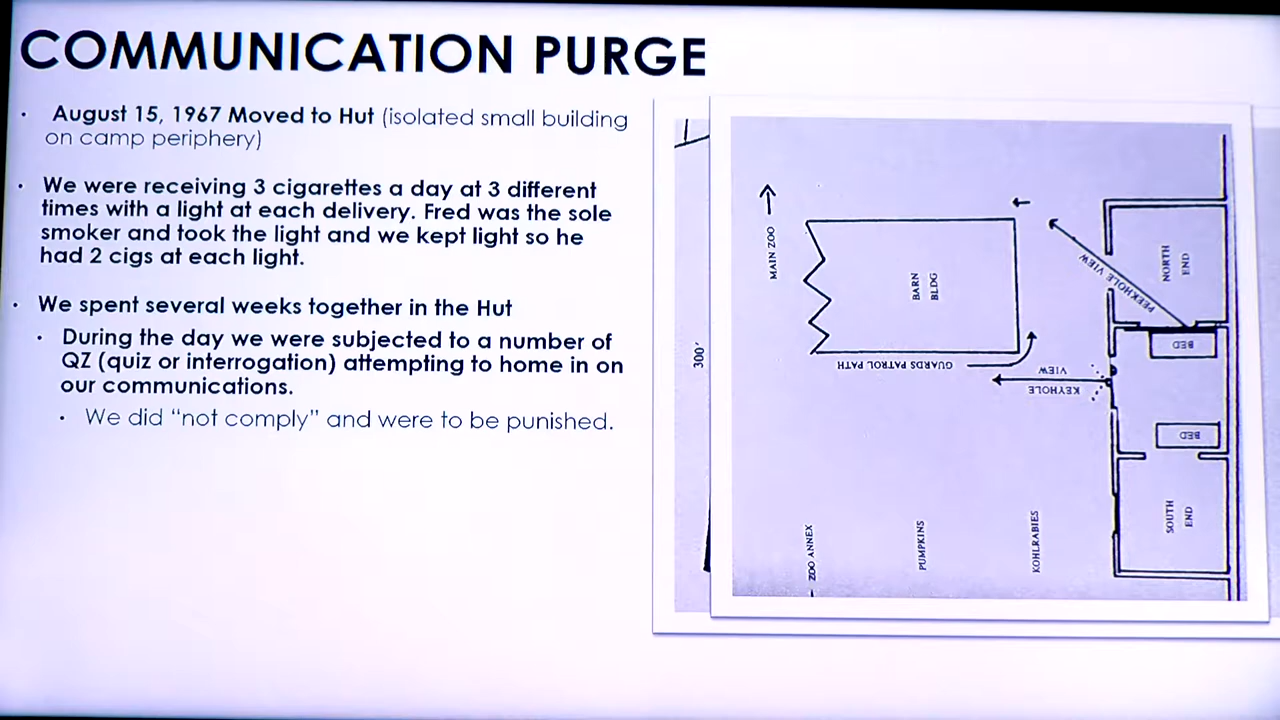 COMMUNICATION PURGE
· August 15, 1967 Moved to Hut (isolated small building
on camp periphery)
· We were receiving 3 cigarettes a day at 3 different
times with a light at each delivery. Fred was the sole
smoker and took the light and we kept light so he
had 2 cigs at each light.
· We spent several weeks together in the Hut
· During the day we were subjected to a number of
QZ (quiz or interrogation) attempting to home in on
our communications.
· We did “not comply” and were to be punished.
300'
MAIN ZOO
BARN
BLDG
GUARDS PATROL PATH
PEEKHOLE VIEW
NORTH
END
BED
KEYHOLE
VIEW
BED
SOUTH
END
ZOO ANNEX
PUMPKINS
KOHLRABIES